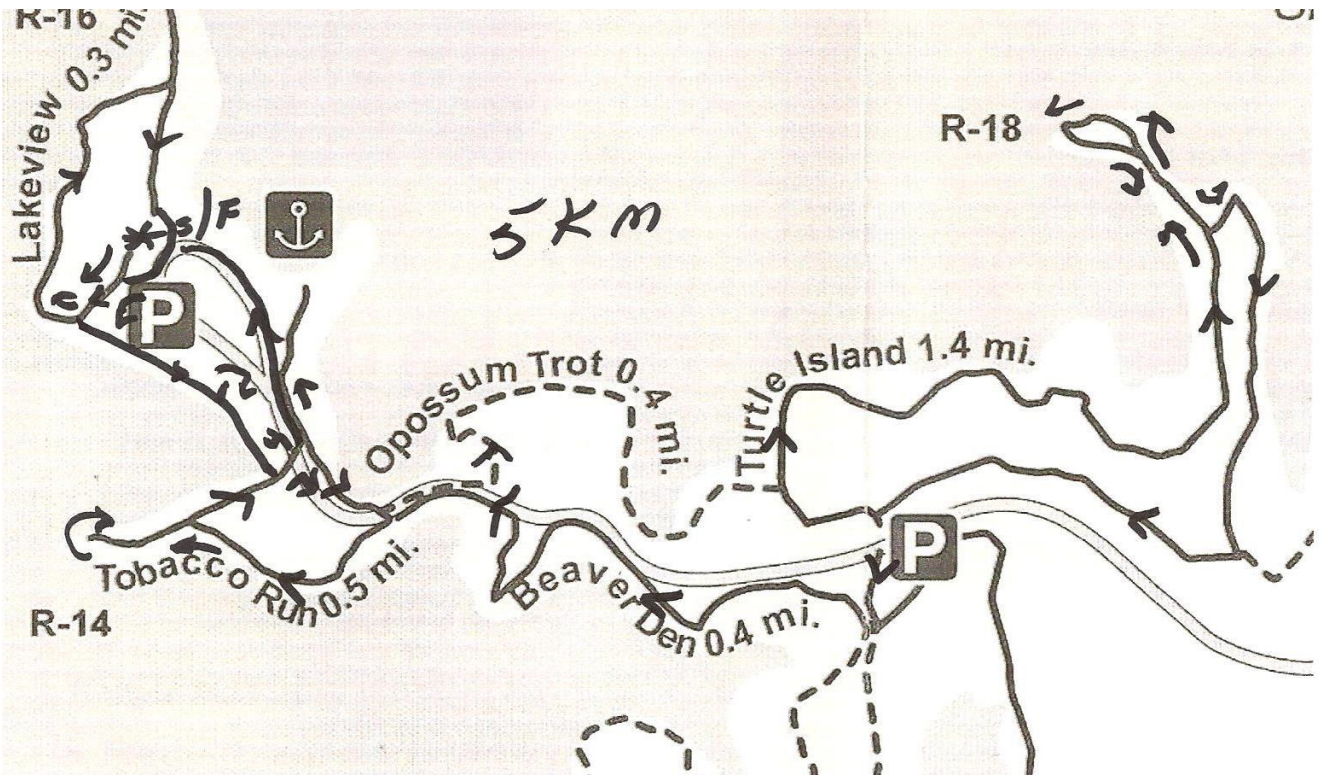 R-16
Lakeview 0.3 mi.
S/F
5 KM
R-18
P
Opossum Trot 0.4 mi.
Turtle Island 1.4 mi.
P
Tobacco Run 0.5 mi.
Beaver Den 0.4 mi.
R-14